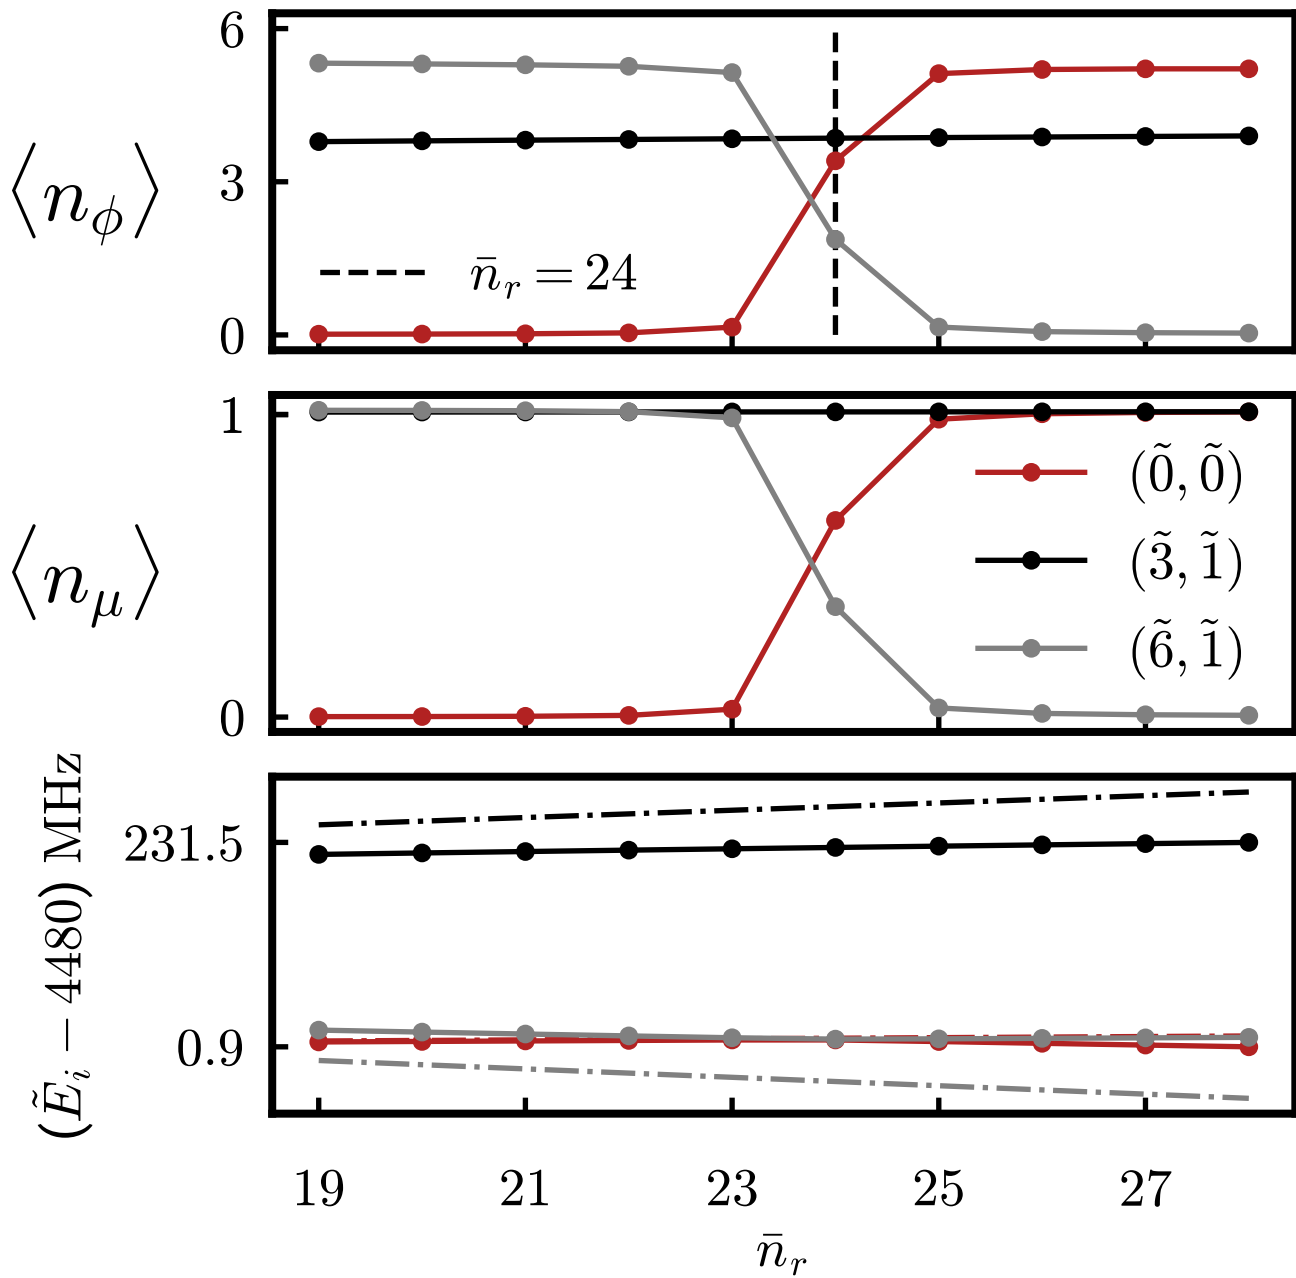 6
3
0
⟨n_ϕ⟩
n̄_r = 24
1
0
⟨n_μ⟩
(0̃, 0̃)
(3̃, 1̃)
(6̃, 1̃)
231.5
0.9
(Ẽ_i − 4480) MHz
19 21 23 25 27
n̄_r